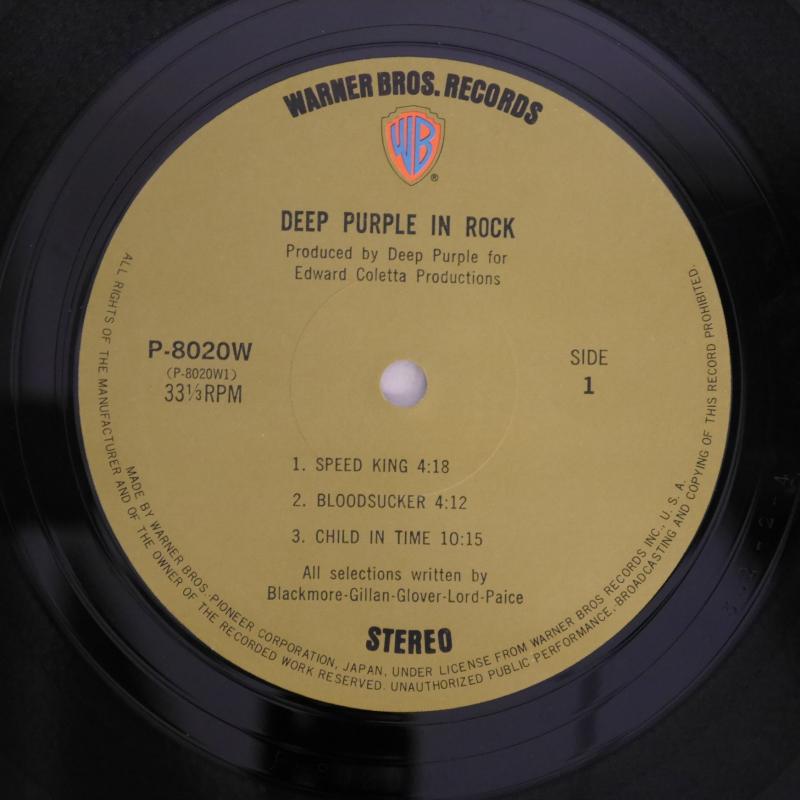 WARNER BROS. RECORDS
WB
®
DEEP PURPLE IN ROCK
Produced by Deep Purple for
Edward Coletta Productions
P-8020W
(P-8020W1)
33⅓RPM
SIDE
1
1. SPEED KING 4:18
2. BLOODSUCKER 4:12
3. CHILD IN TIME 10:15
All selections written by
Blackmore-Gillan-Glover-Lord-Paice
STEREO
MADE BY WARNER BROS. PIONEER CORPORATION, JAPAN, UNDER LICENSE FROM WARNER BROS RECORDS INC., U. S. A.
ALL RIGHTS OF THE MANUFACTURER AND OF THE OWNER OF THE RECORDED WORK RESERVED. UNAUTHORIZED PUBLIC PERFORMANCE, BROADCASTING AND COPYING OF THIS RECORD PROHIBITED.